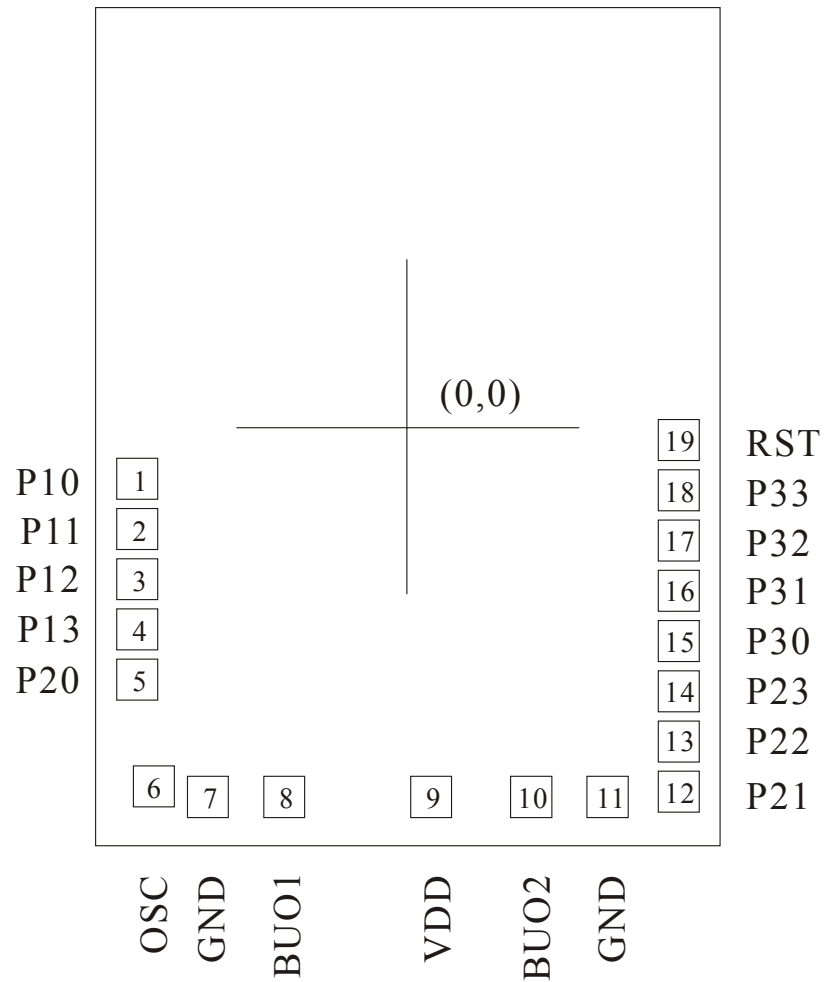 (0,0)
19 RST
P10 1 18 P33
P11 2 17 P32
P12 3 16 P31
P13 4 15 P30
P20 5 14 P23
13 P22
6 7 8 9 10 11 12 P21
OSC
GND
BUO1
VDD
BUO2
GND